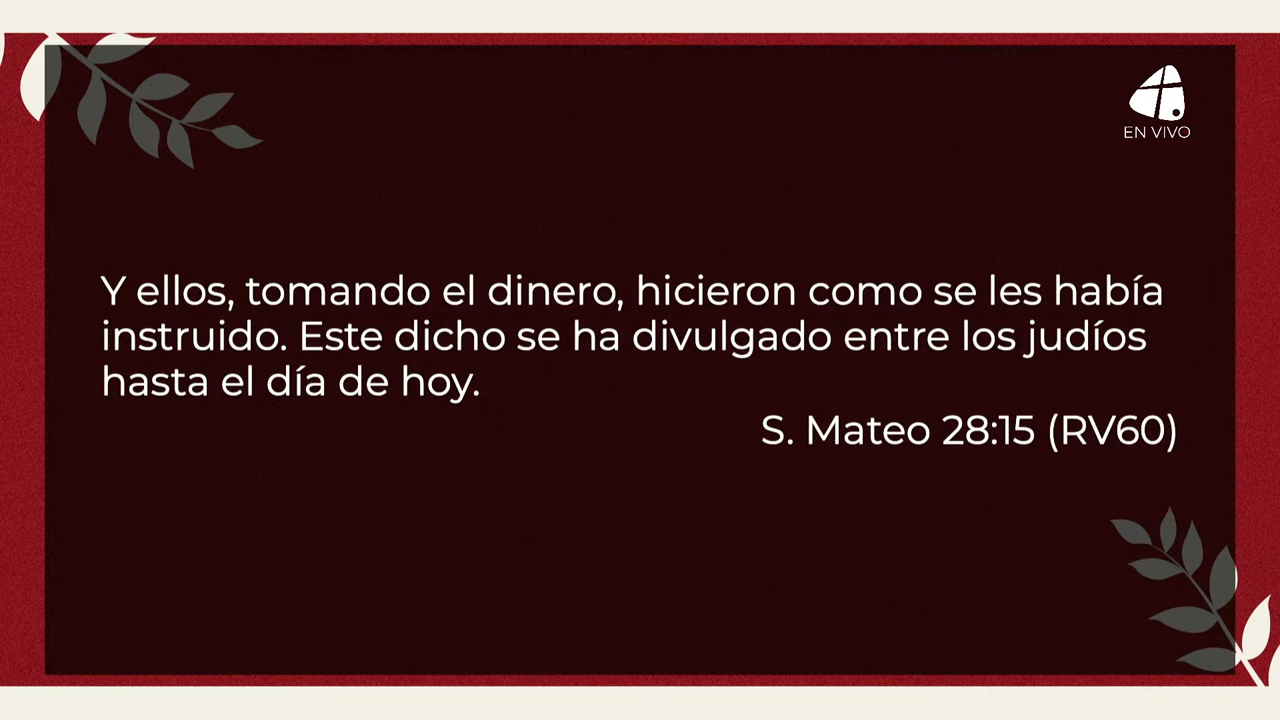 EN VIVO
Y ellos, tomando el dinero, hicieron como se les había
instruido. Este dicho se ha divulgado entre los judíos
hasta el día de hoy.
S. Mateo 28:15 (RV60)